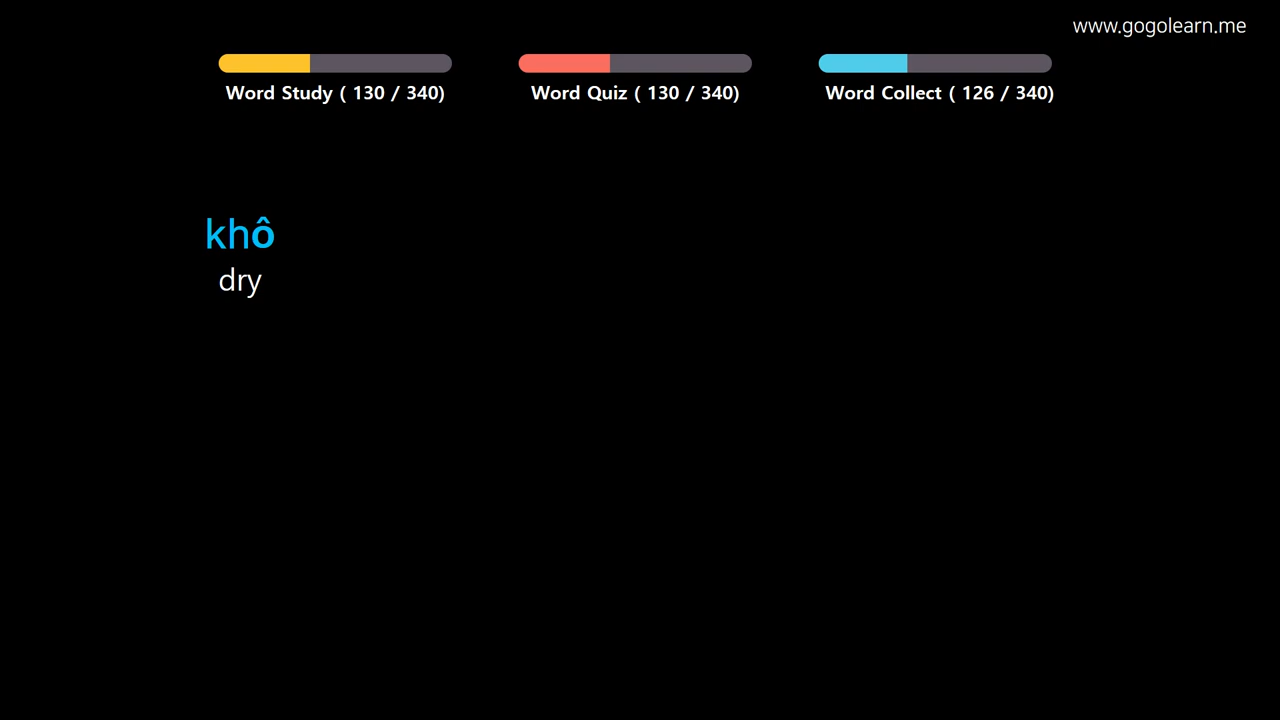 www.gogolearn.me
Word Study ( 130 / 340)
Word Quiz ( 130 / 340)
Word Collect ( 126 / 340)
khô
dry